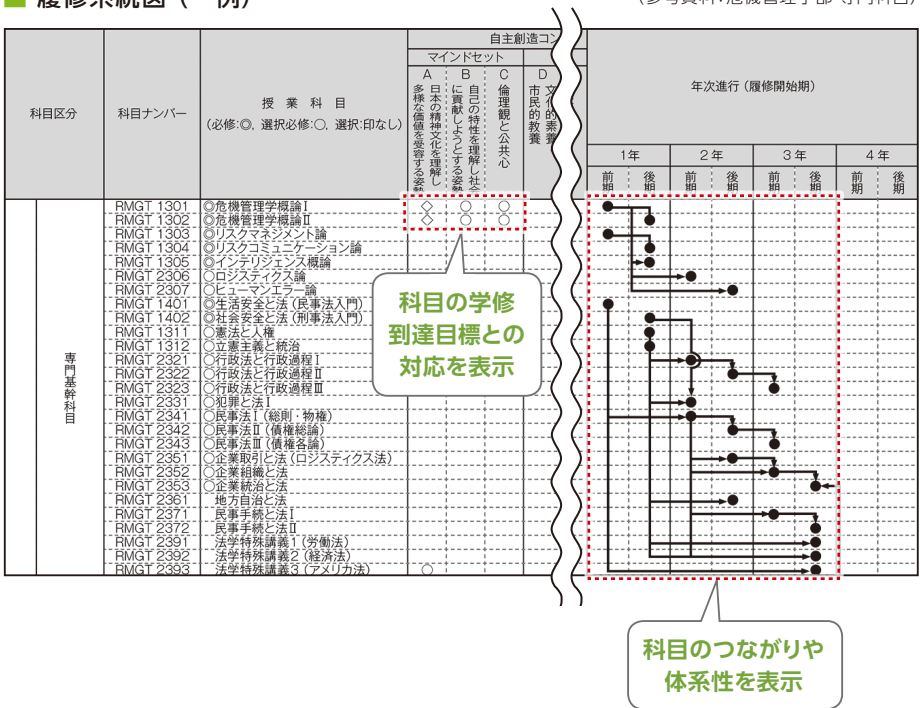 ■ 履修系統図（一例）
（参考資料：危機管理学部 専門科目）
科目区分
科目ナンバー
授 業 科 目
（必修：◎, 選択必修：○, 選択：印なし）
自主創造コン
マインドセット
A
日本の精神文化を理解し
多様な価値を受容する姿勢
B
自己の特性を理解し社会
に貢献しようとする姿勢
C
倫理観と公共心
D
文化的素養
市民的教養
年次進行（履修開始期）
1年 2年 3年 4年
前期 後期 前期 後期 前期 後期 前期 後期
専門基幹科目
RMGT 1301 ◎危機管理学概論Ⅰ ◇ ○ ○
RMGT 1302 ◎危機管理学概論Ⅱ ◇ ○ ○
RMGT 1303 ◎リスクマネジメント論
RMGT 1304 ◎リスクコミュニケーション論
RMGT 1305 ◎インテリジェンス概論
RMGT 2306 ○ロジスティクス論
RMGT 2307 ○ヒューマンエラー論
RMGT 1401 ◎生活安全と法（民事法入門）
RMGT 1402 ◎社会安全と法（刑事法入門）
RMGT 1311 ○憲法と人権
RMGT 1312 ○立憲主義と統治
RMGT 2321 ○行政法と行政過程Ⅰ
RMGT 2322 ○行政法と行政過程Ⅱ
RMGT 2323 ○行政法と行政過程Ⅲ
RMGT 2331 ○犯罪と法Ⅰ
RMGT 2341 ○民事法Ⅰ（総則・物権）
RMGT 2342 ○民事法Ⅱ（債権総論）
RMGT 2343 ○民事法Ⅲ（債権各論）
RMGT 2351 ○企業取引と法（ロジスティクス法）
RMGT 2352 ○企業組織と法
RMGT 2353 ○企業統治と法
RMGT 2361 地方自治と法
RMGT 2371 民事手続と法Ⅰ
RMGT 2372 民事手続と法Ⅱ
RMGT 2391 法学特殊講義1（労働法）
RMGT 2392 法学特殊講義2（経済法）
RMGT 2393 法学特殊講義3（アメリカ法） ○
科目の学修
到達目標との
対応を表示
科目のつながりや
体系性を表示